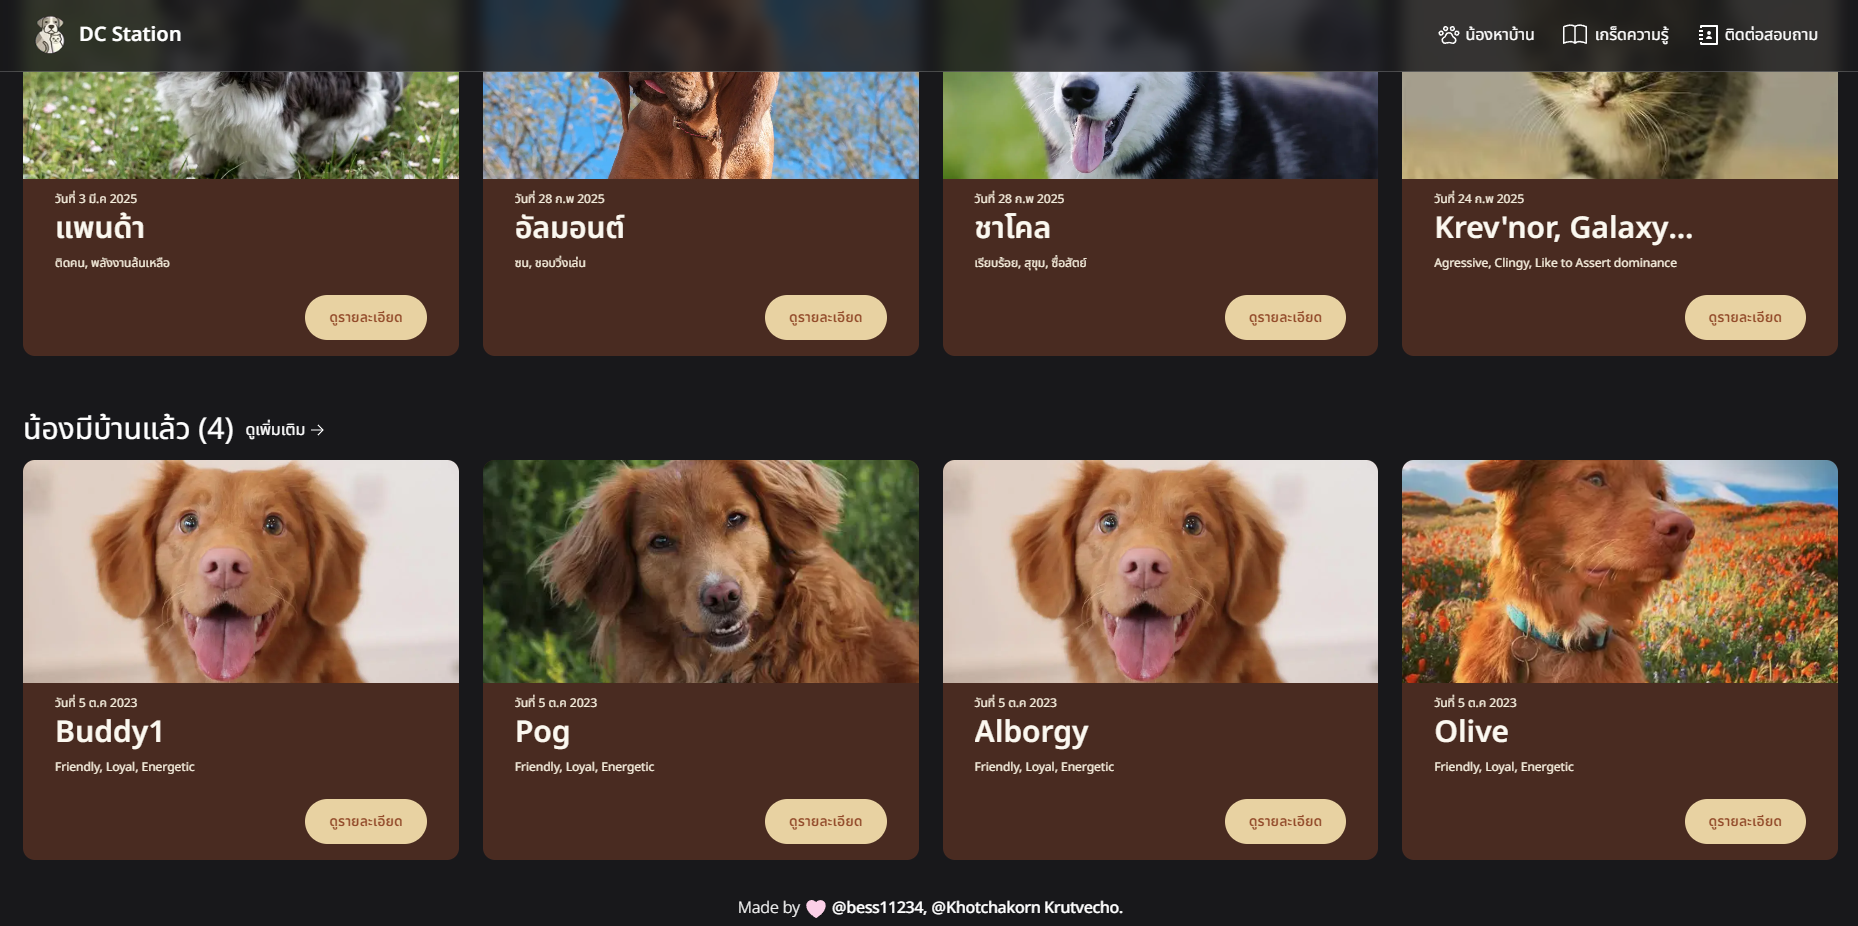 DC Station
น้องหาบ้าน
เกร็ดความรู้
ติดต่อสอบถาม
วันที่ 3 มี.ค 2025
แพนด้า
ติดคน, พลังงานล้นเหลือ
ดูรายละเอียด
วันที่ 28 ก.พ 2025
อัลมอนต์
ซน, ชอบวิ่งเล่น
ดูรายละเอียด
วันที่ 28 ก.พ 2025
ชาโคล
เรียบร้อย, สุขุม, ซื่อสัตย์
ดูรายละเอียด
วันที่ 24 ก.พ 2025
Krev'nor, Galaxy...
Agressive, Clingy, Like to Assert dominance
ดูรายละเอียด
น้องมีบ้านแล้ว (4) ดูเพิ่มเติม →
วันที่ 5 ต.ค 2023
Buddy1
Friendly, Loyal, Energetic
ดูรายละเอียด
วันที่ 5 ต.ค 2023
Pog
Friendly, Loyal, Energetic
ดูรายละเอียด
วันที่ 5 ต.ค 2023
Alborgy
Friendly, Loyal, Energetic
ดูรายละเอียด
วันที่ 5 ต.ค 2023
Olive
Friendly, Loyal, Energetic
ดูรายละเอียด
Made by @bess11234, @Khotchakorn Krutvecho.